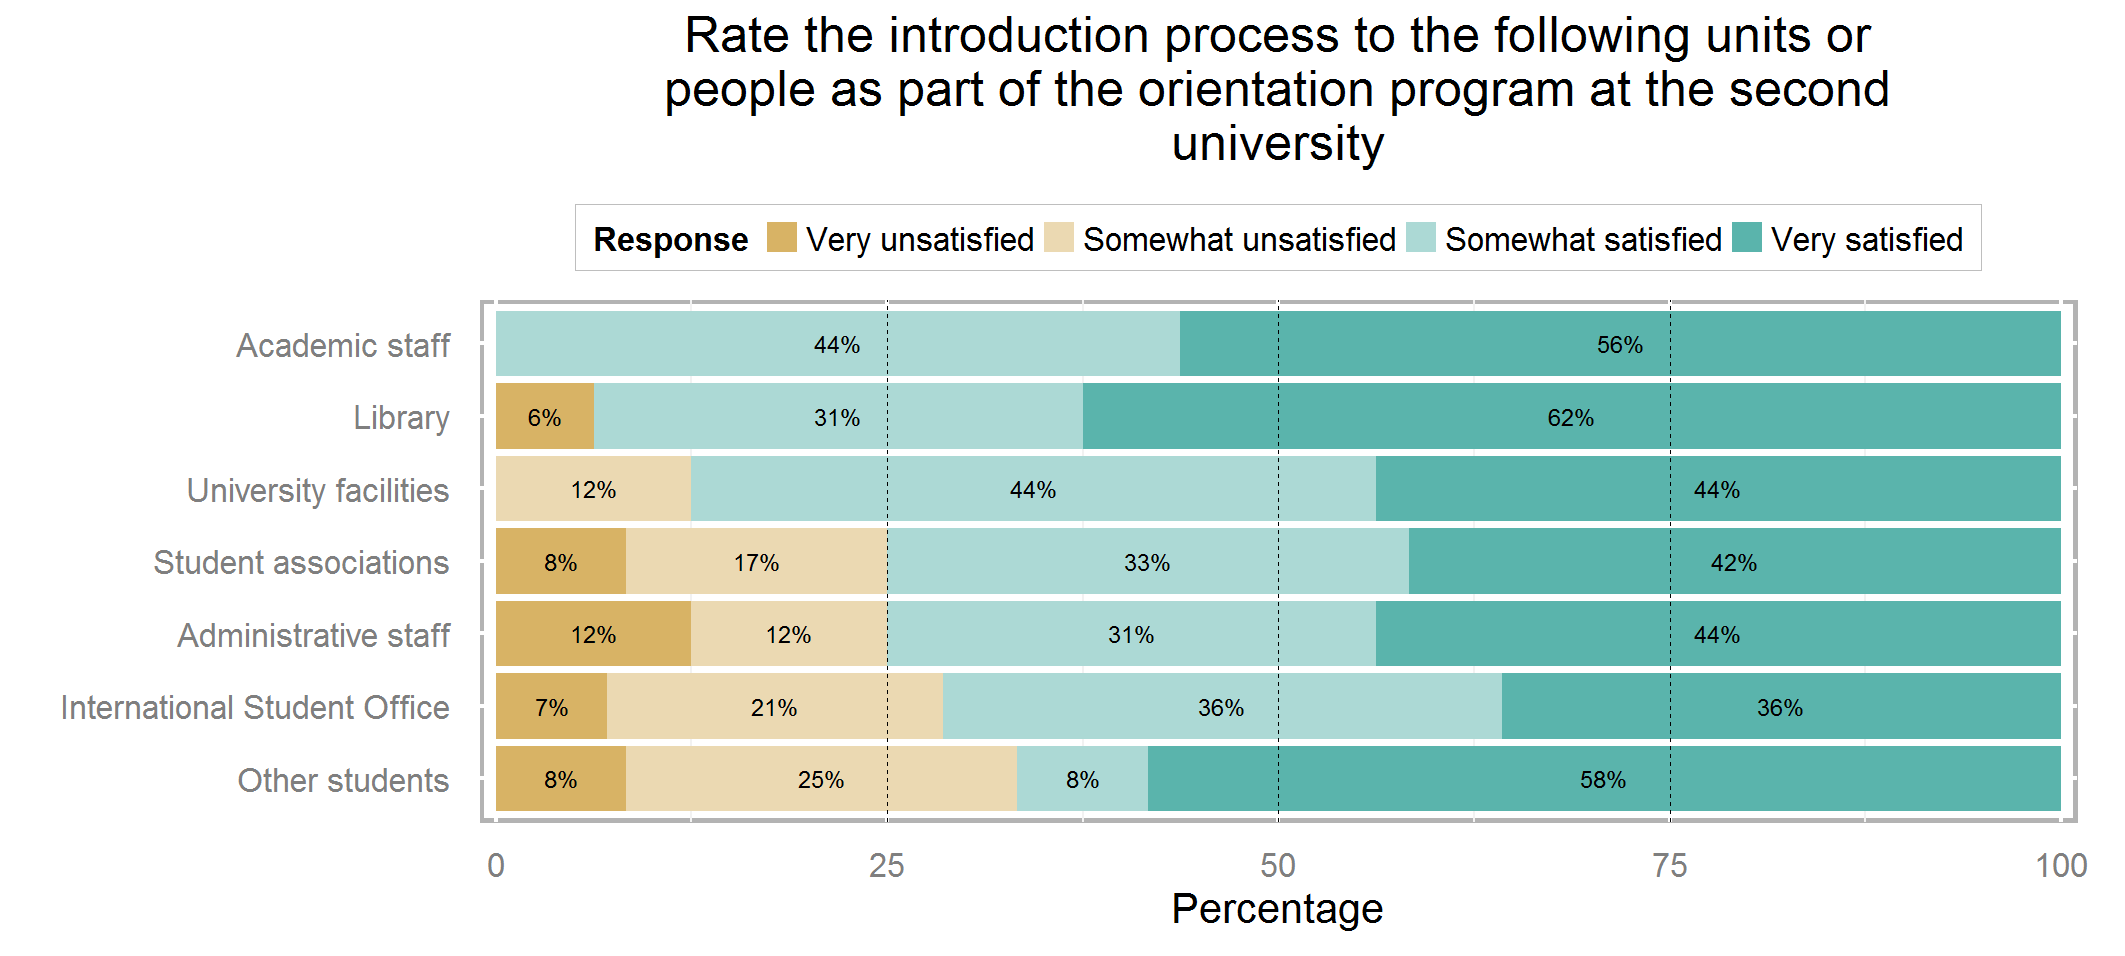 Rate the introduction process to the following units or
people as part of the orientation program at the second
university
Response Very unsatisfied Somewhat unsatisfied Somewhat satisfied Very satisfied
Academic staff 44% 56%
Library 6% 31% 62%
University facilities 12% 44% 44%
Student associations 8% 17% 33% 42%
Administrative staff 12% 12% 31% 44%
International Student Office 7% 21% 36% 36%
Other students 8% 25% 8% 58%
0 25 50 75 100
Percentage